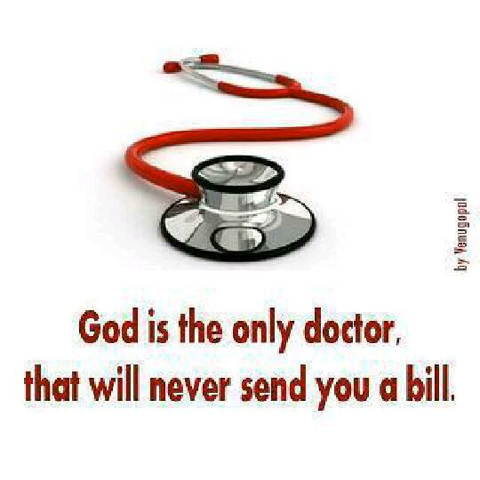 by Venugopal
God is the only doctor,
that will never send you a bill.